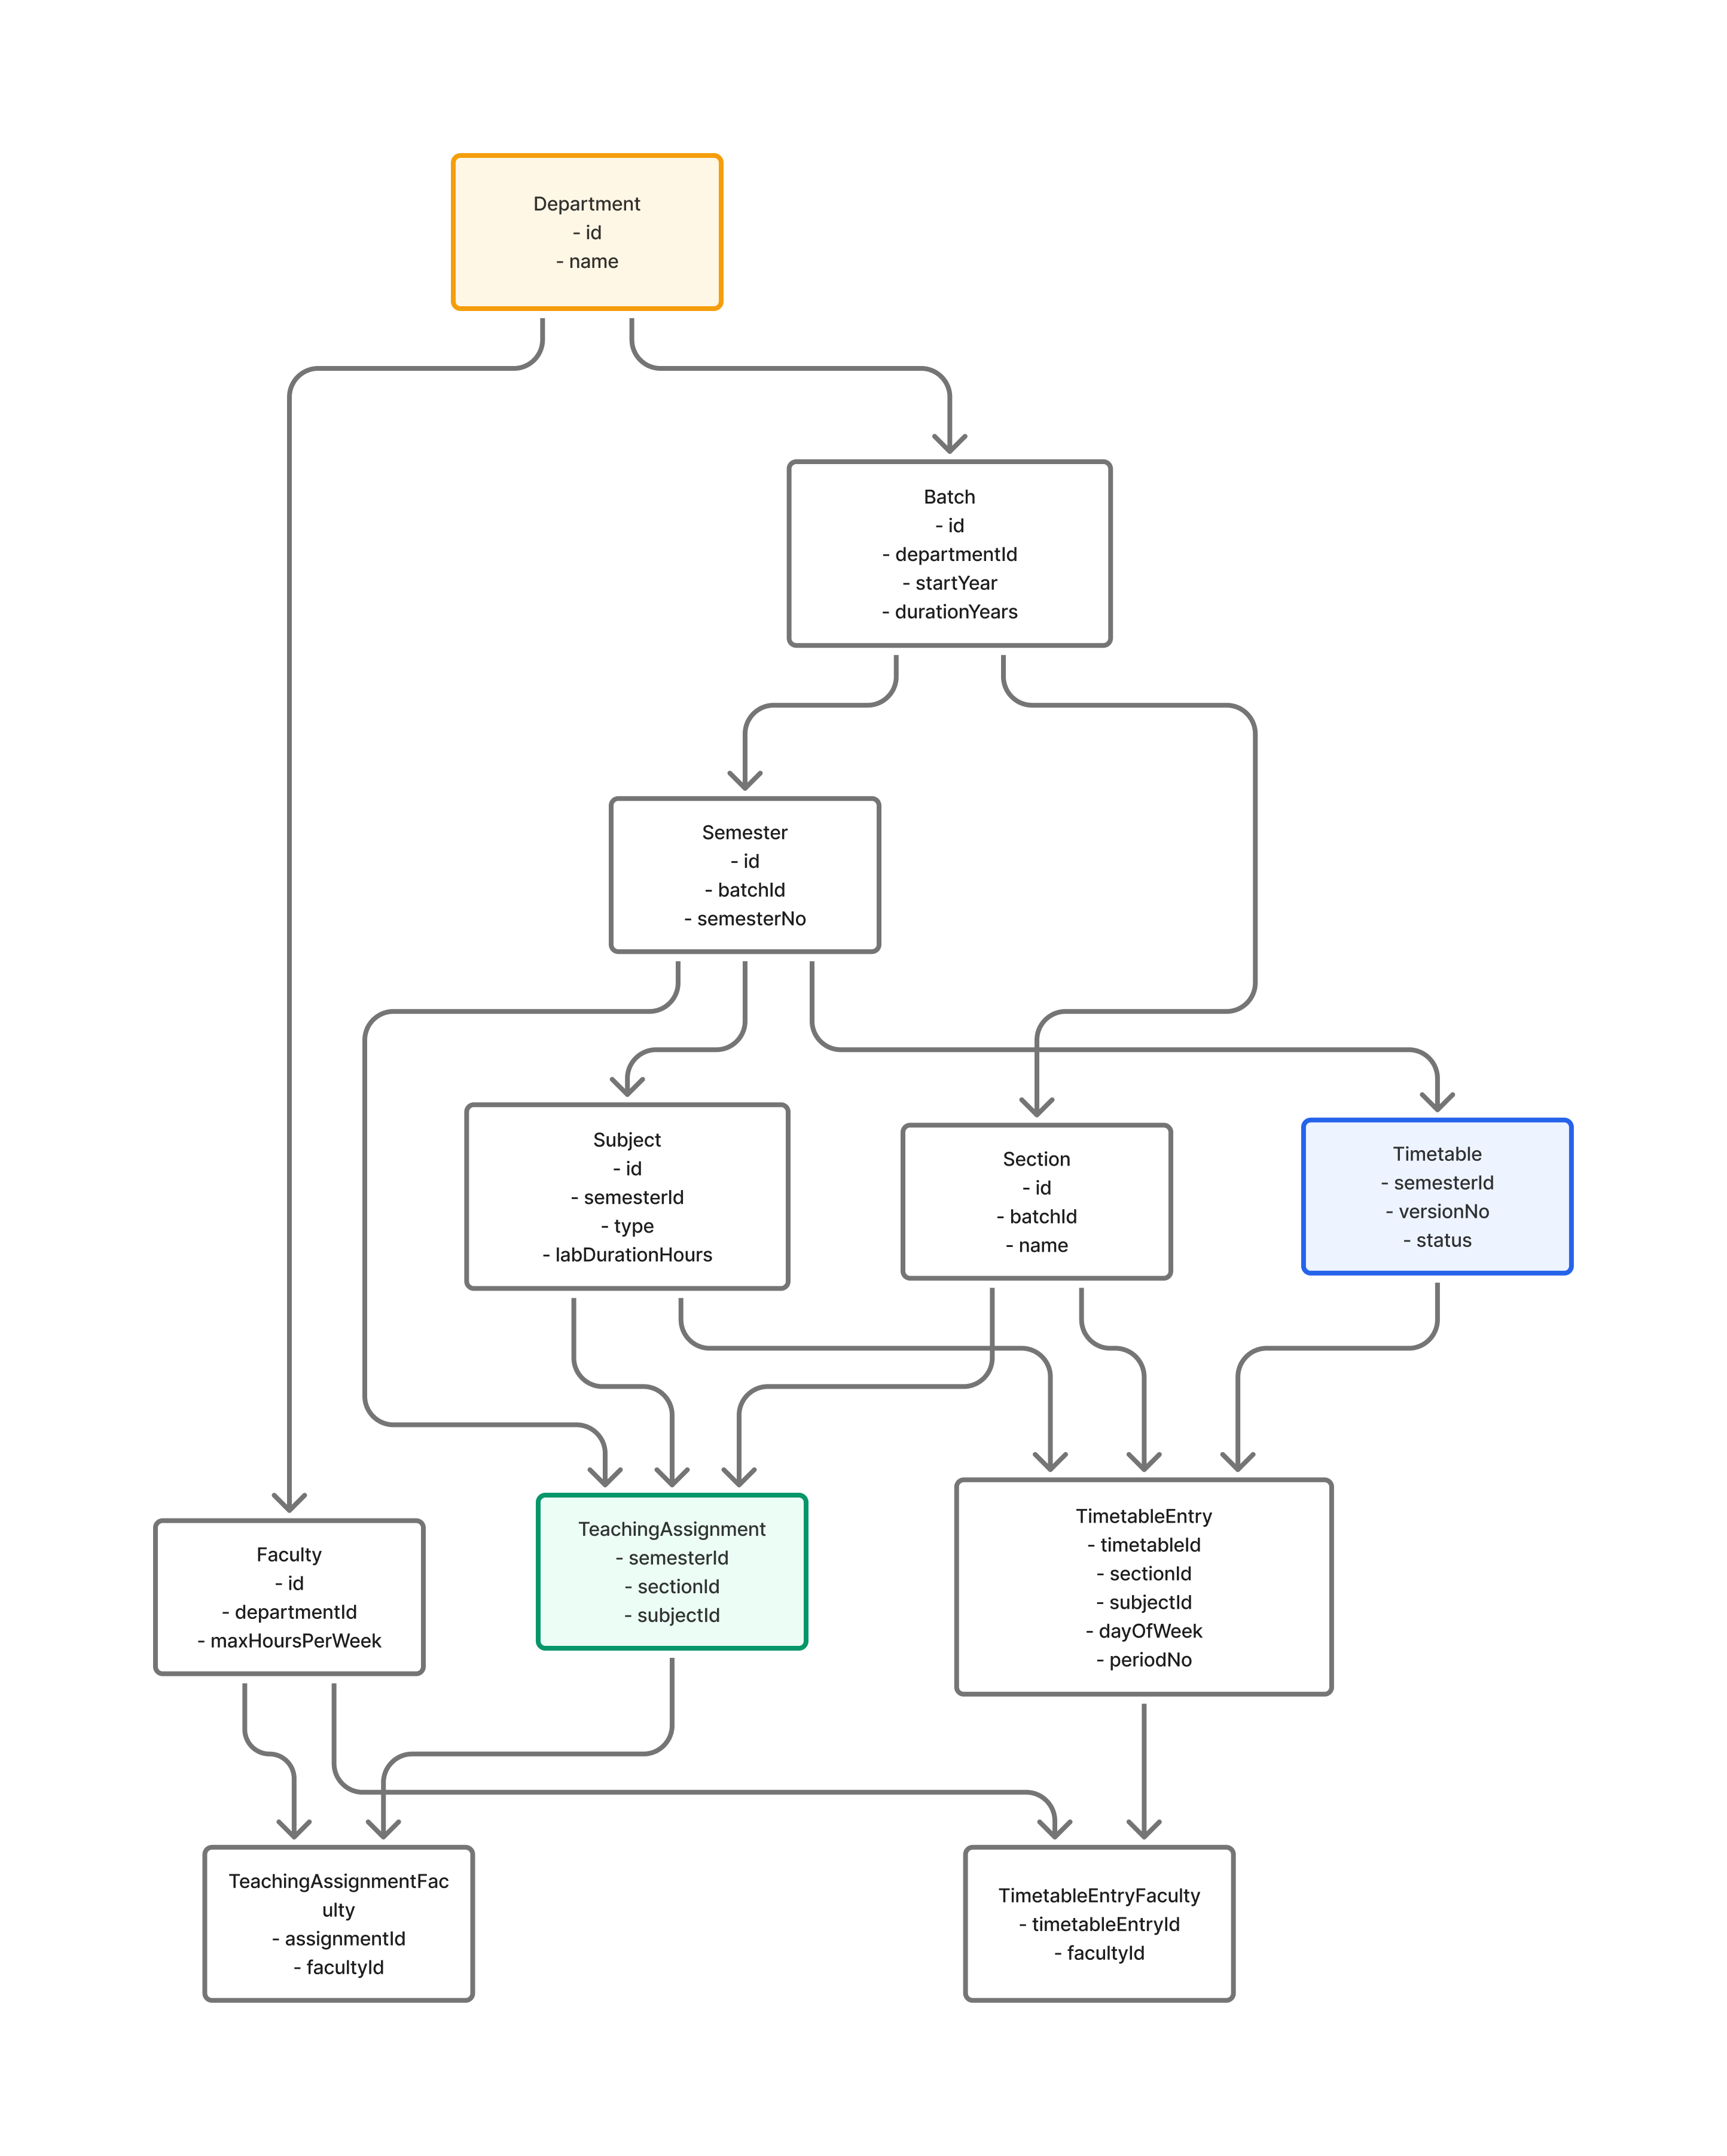 Department
- id
- name
Batch
- id
- departmentId
- startYear
- durationYears
Semester
- id
- batchId
- semesterNo
Subject
- id
- semesterId
- type
- labDurationHours
Section
- id
- batchId
- name
Timetable
- semesterId
- versionNo
- status
Faculty
- id
- departmentId
- maxHoursPerWeek
TeachingAssignment
- semesterId
- sectionId
- subjectId
TimetableEntry
- timetableId
- sectionId
- subjectId
- dayOfWeek
- periodNo
TeachingAssignmentFac
ulty
- assignmentId
- facultyId
TimetableEntryFaculty
- timetableEntryId
- facultyId